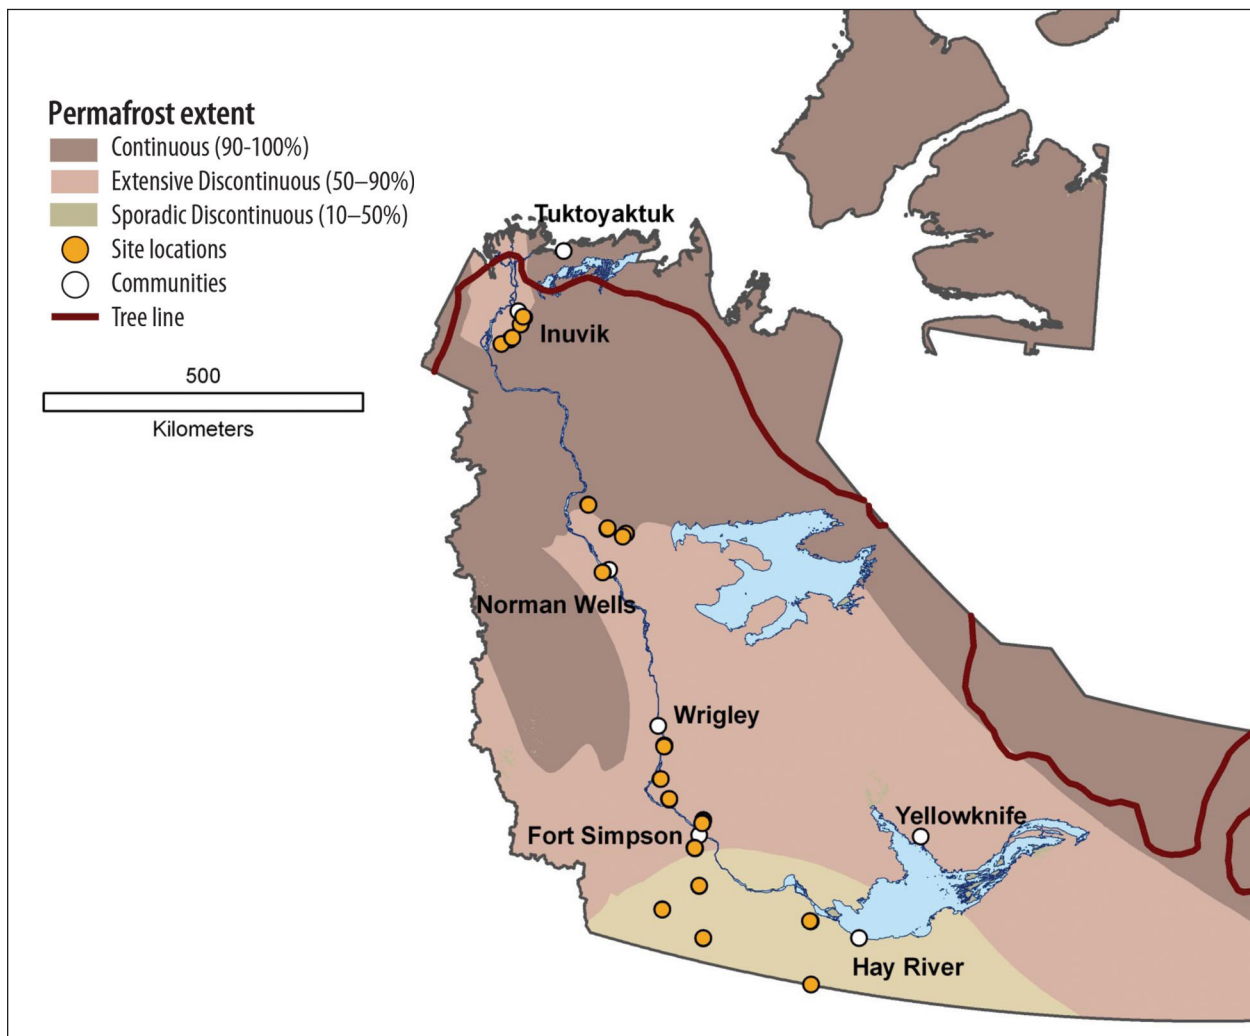 Permafrost extent
Continuous (90-100%)
Extensive Discontinuous (50–90%)
Sporadic Discontinuous (10–50%)
Site locations
Communities
Tree line
500
Kilometers
Tuktoyaktuk
Inuvik
Norman Wells
Wrigley
Fort Simpson
Yellowknife
Hay River